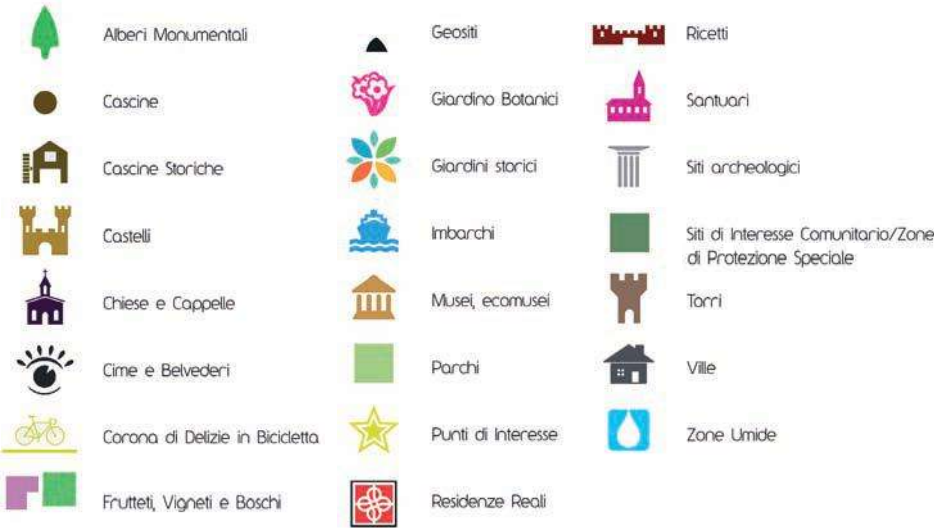 Alberi Monumentali
Cascine
Cascine Storiche
Castelli
Chiese e Cappelle
Cime e Belvederi
Corona di Delizie in Bicicletta
Frutteti, Vigneti e Boschi
Geositi
Giardino Botanici
Giardini storici
Imbarchi
Musei, ecomusei
Parchi
Punti di Interesse
Residenze Reali
Ricetti
Santuari
Siti archeologici
Siti di Interesse Comunitario/Zone
di Protezione Speciale
Torri
Ville
Zone Umide